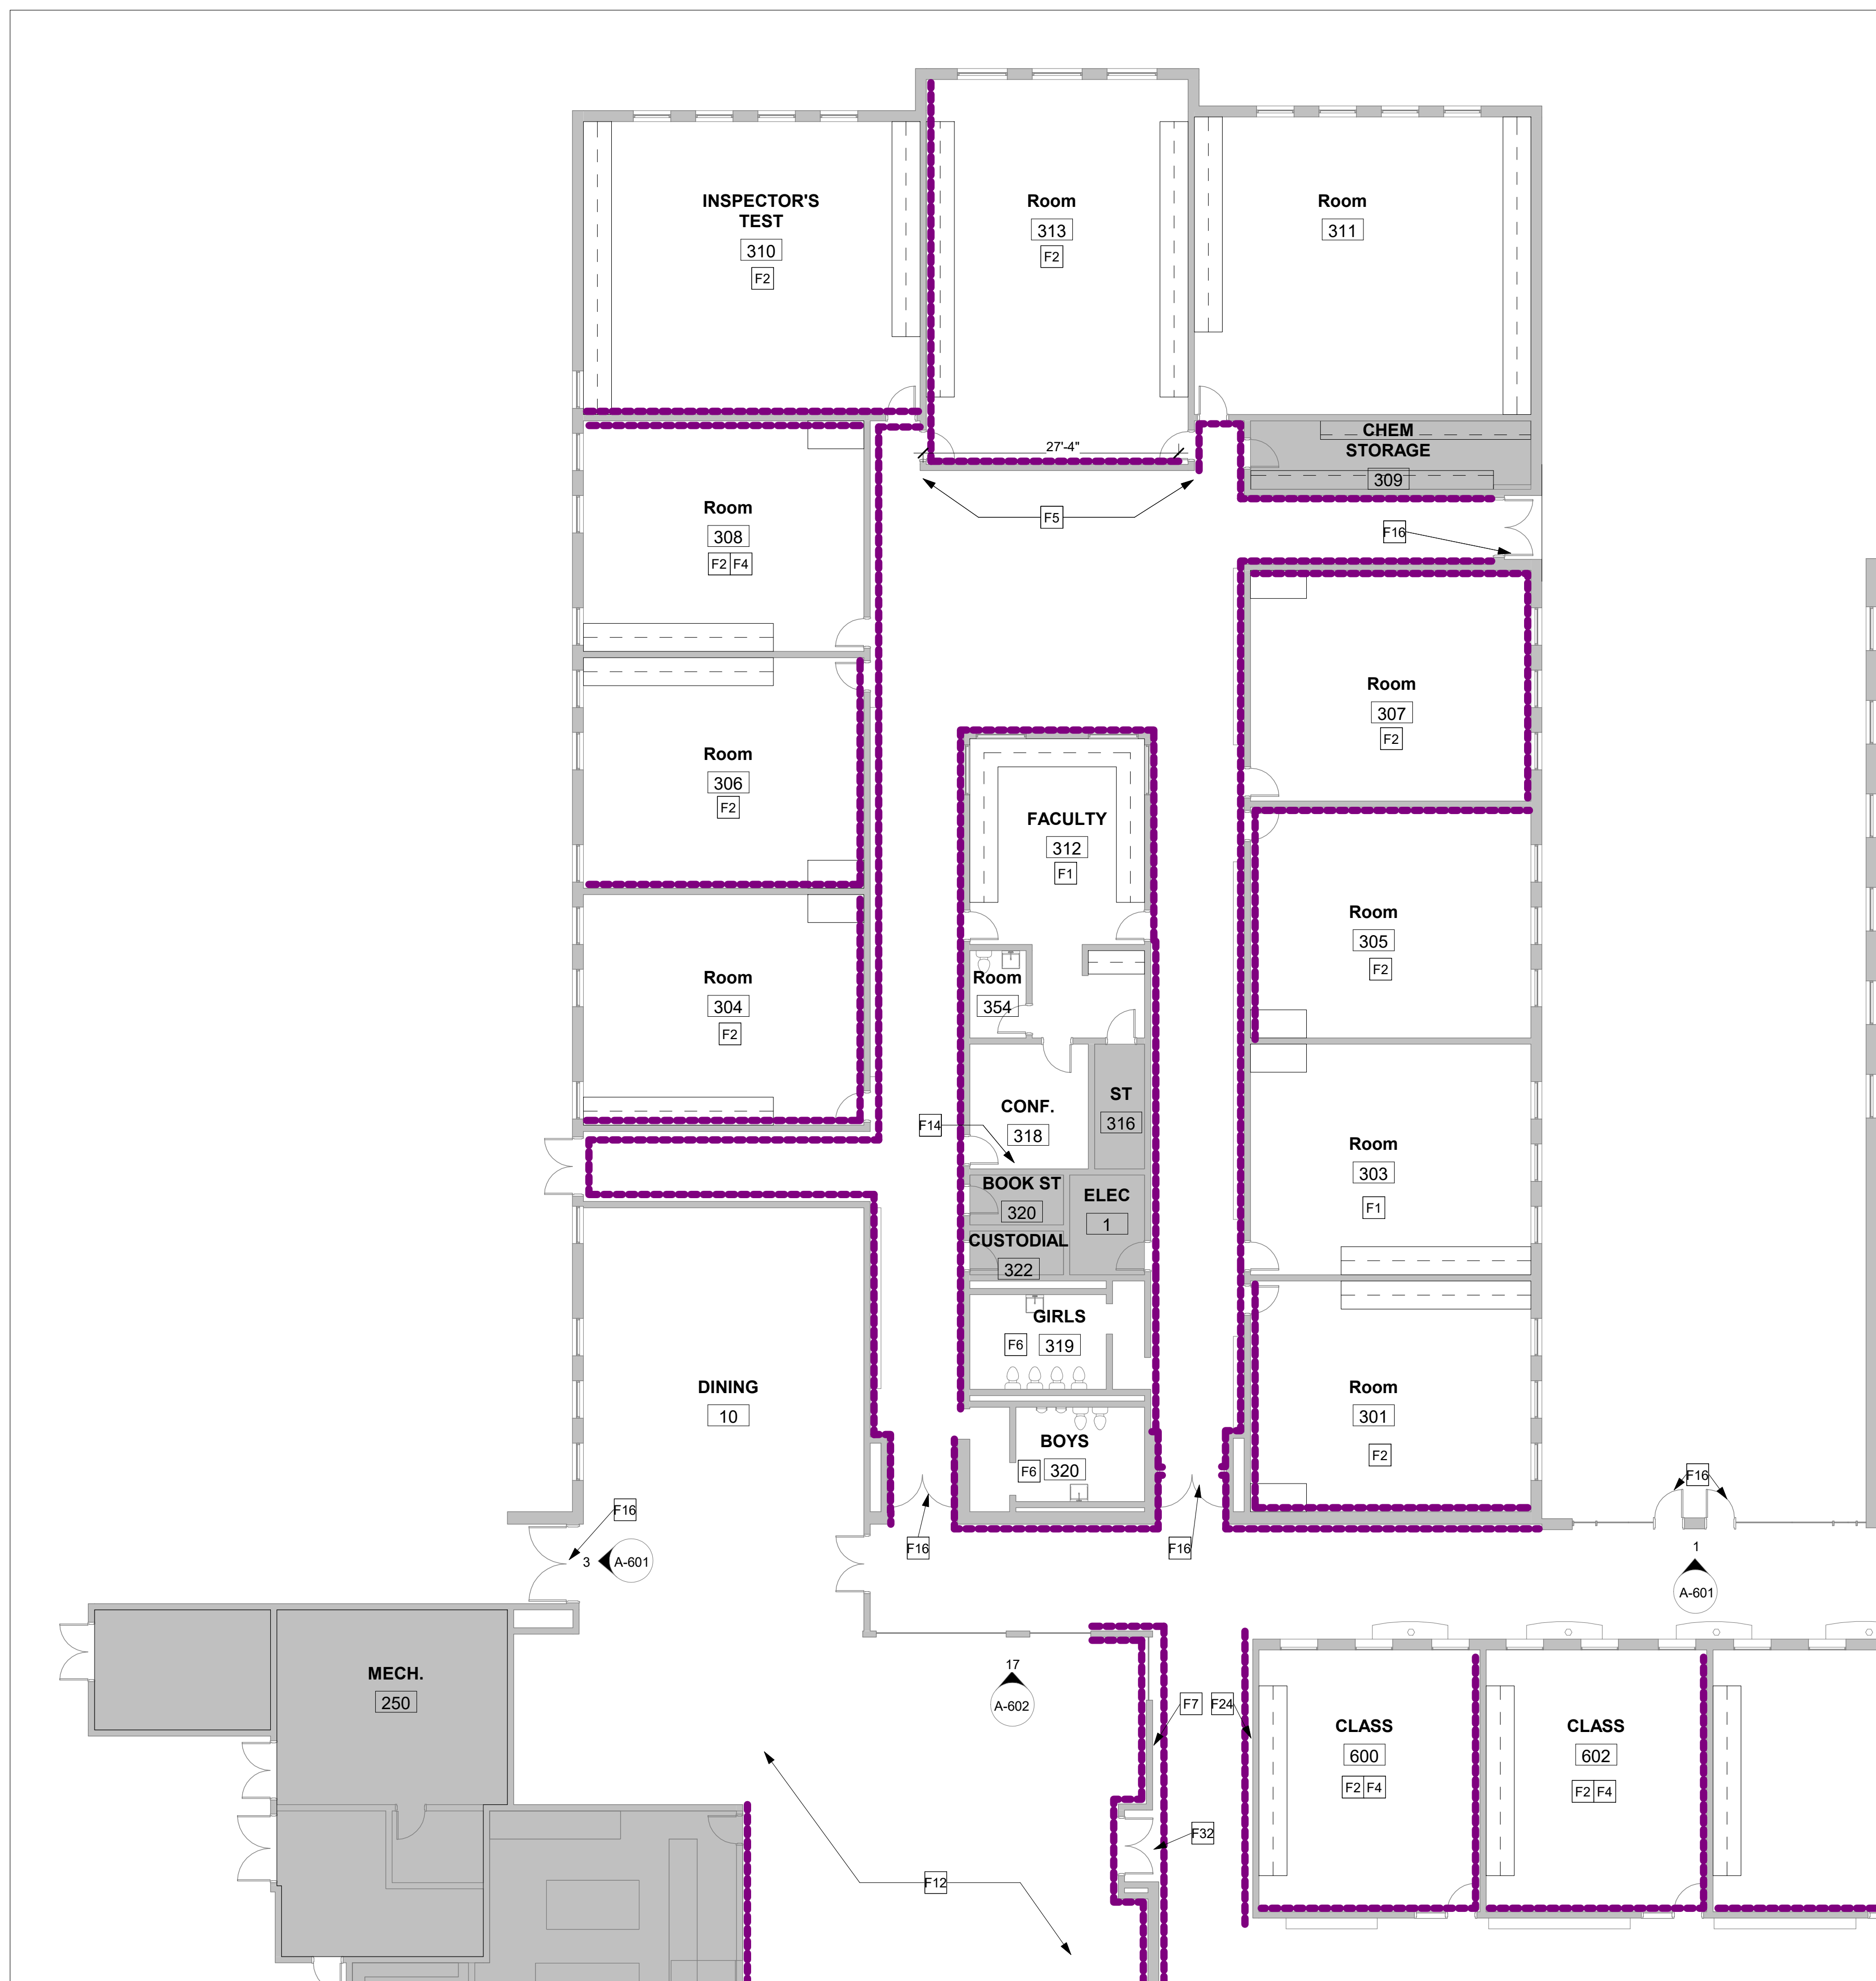 INSPECTOR'S
TEST
310
F2
Room
313
F2
Room
311
27'-4"
CHEM
STORAGE
309
F5
F16
Room
308
F2 F4
Room
307
F2
Room
306
F2
FACULTY
312
F1
Room
305
F2
Room
304
F2
Room
354
CONF.
318
ST
316
F14
Room
303
F1
BOOK ST
320
ELEC
1
CUSTODIAL
322
GIRLS
F6 319
DINING
10
Room
301
F2
BOYS
F6 320
F16
F16
3 A-601
F16
F16
F16
1
A-601
MECH.
250
17
A-602
F7
F24
CLASS
600
F2 F4
CLASS
602
F2 F4
F32
F12